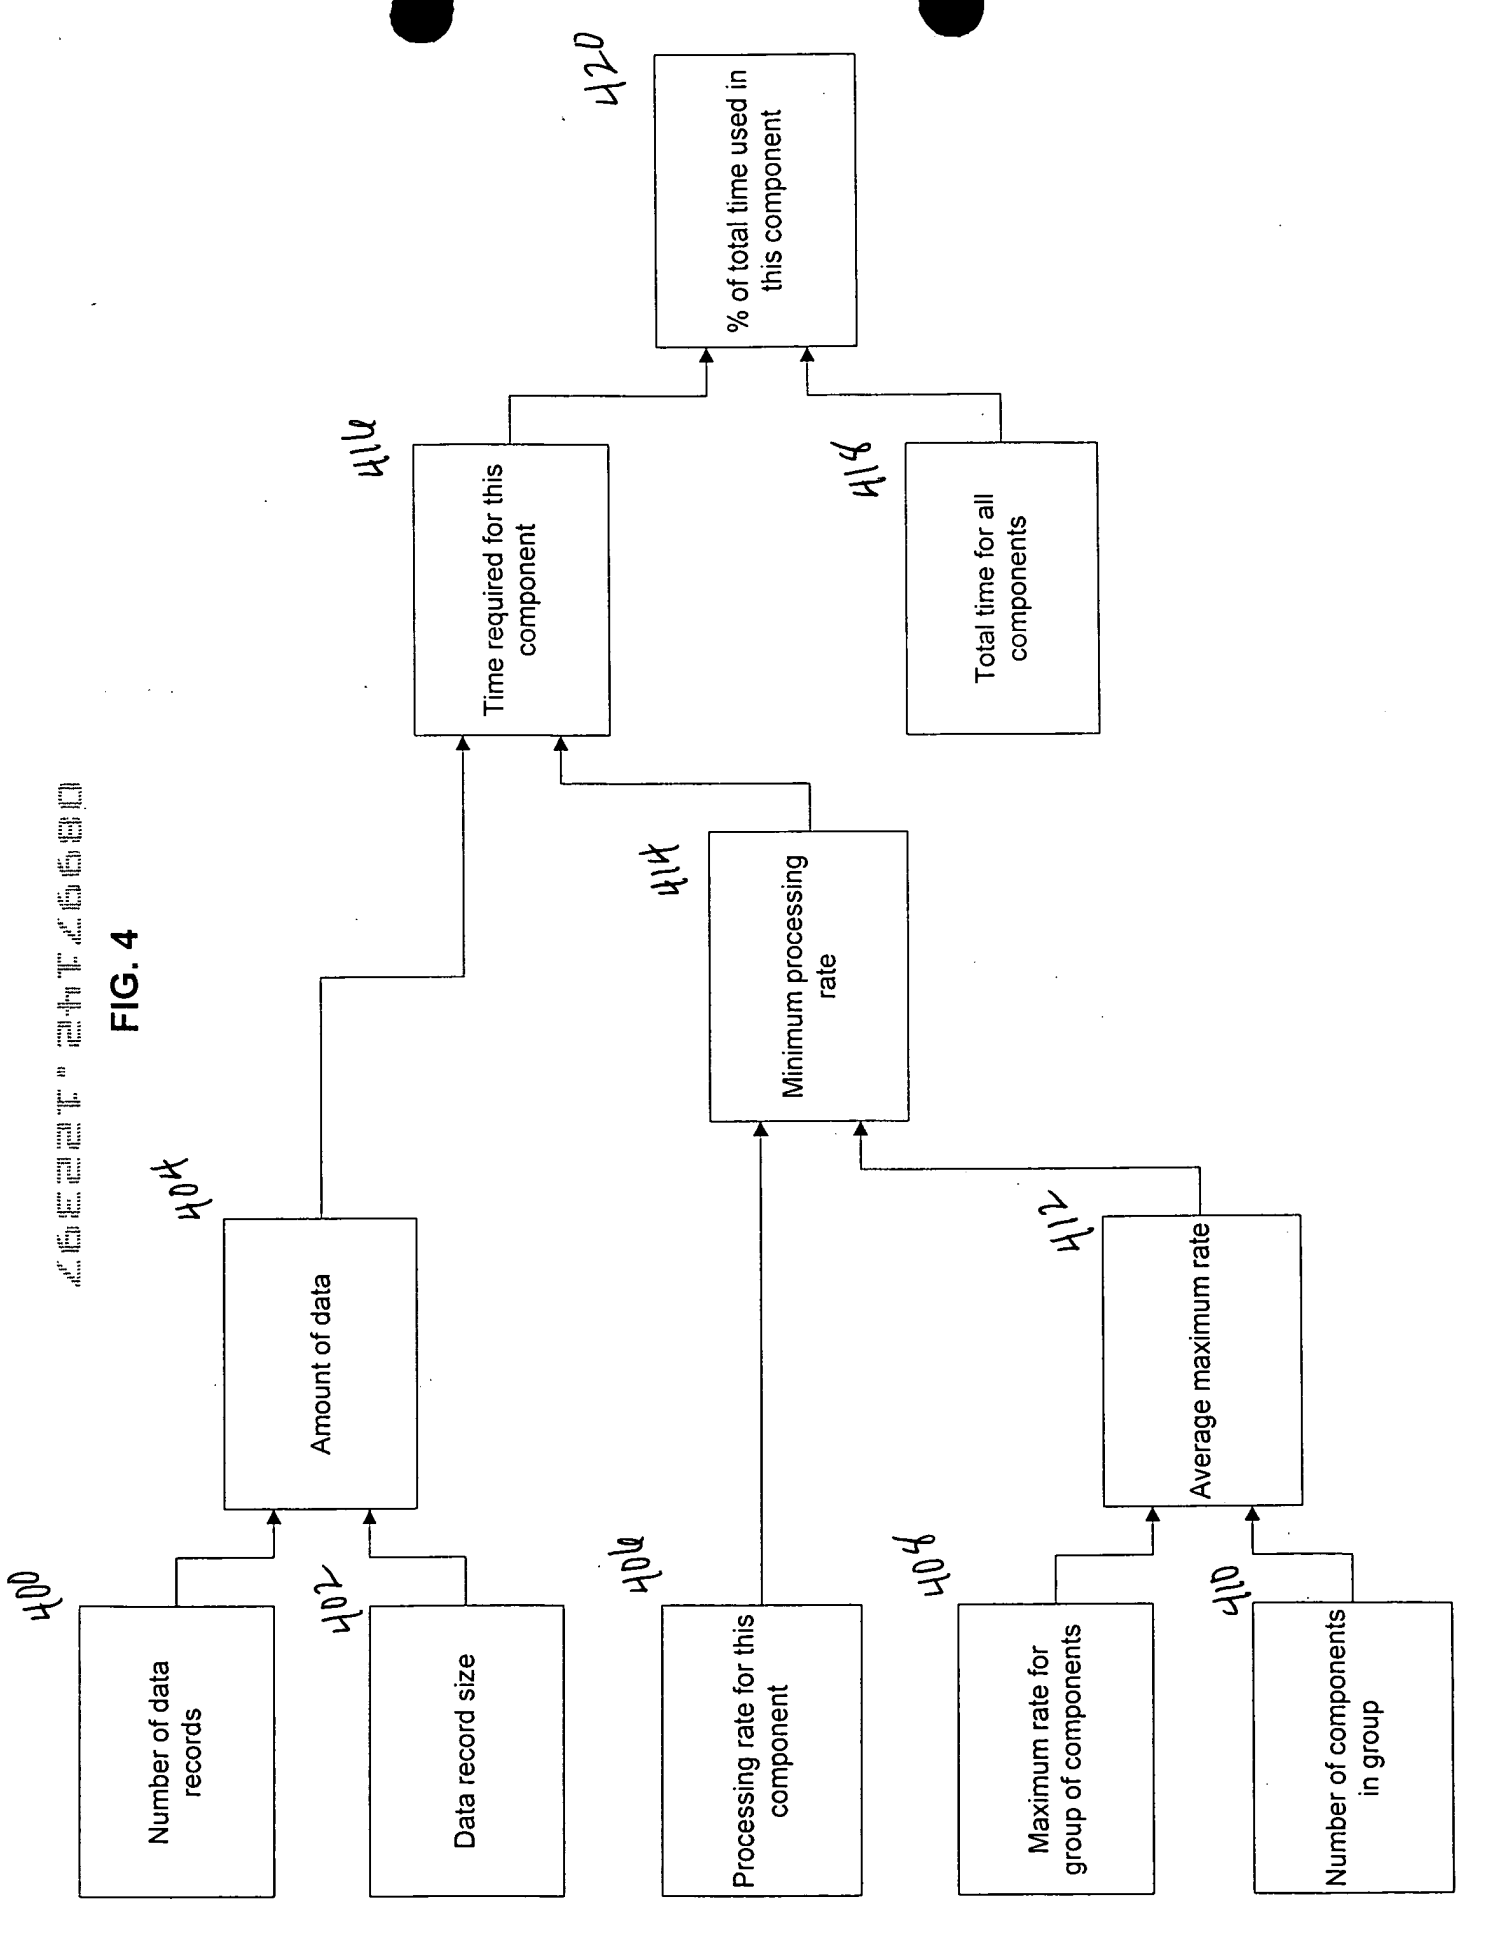 08997142.122397
FIG. 4
400
Number of data
records
402
Data record size
404
Amount of data
406
Processing rate for this
component
408
Maximum rate for
group of components
410
Number of components
in group
412
Average maximum rate
414
Minimum processing
rate
416
Time required for this
component
418
Total time for all
components
420
% of total time used in
this component